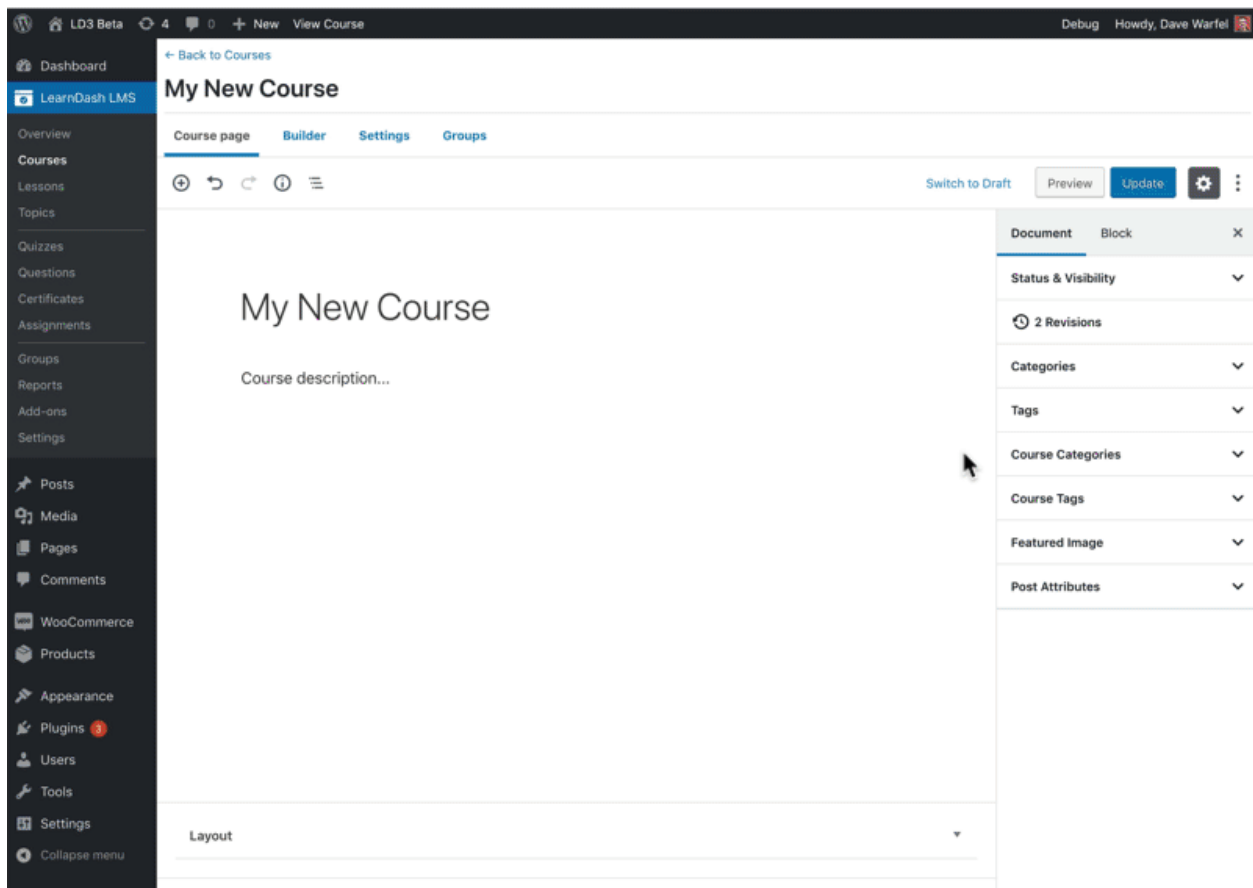 LD3 Beta 4 0 New View Course Debug Howdy, Dave Warfel
Dashboard
LearnDash LMS
Overview
Courses
Lessons
Topics
Quizzes
Questions
Certificates
Assignments
Groups
Reports
Add-ons
Settings
Posts
Media
Pages
Comments
WooCommerce
Products
Appearance
Plugins 3
Users
Tools
Settings
Collapse menu
← Back to Courses
My New Course
Course page Builder Settings Groups
Switch to Draft Preview Update
My New Course
Course description...
Layout
Document Block
Status & Visibility
2 Revisions
Categories
Tags
Course Categories
Course Tags
Featured Image
Post Attributes